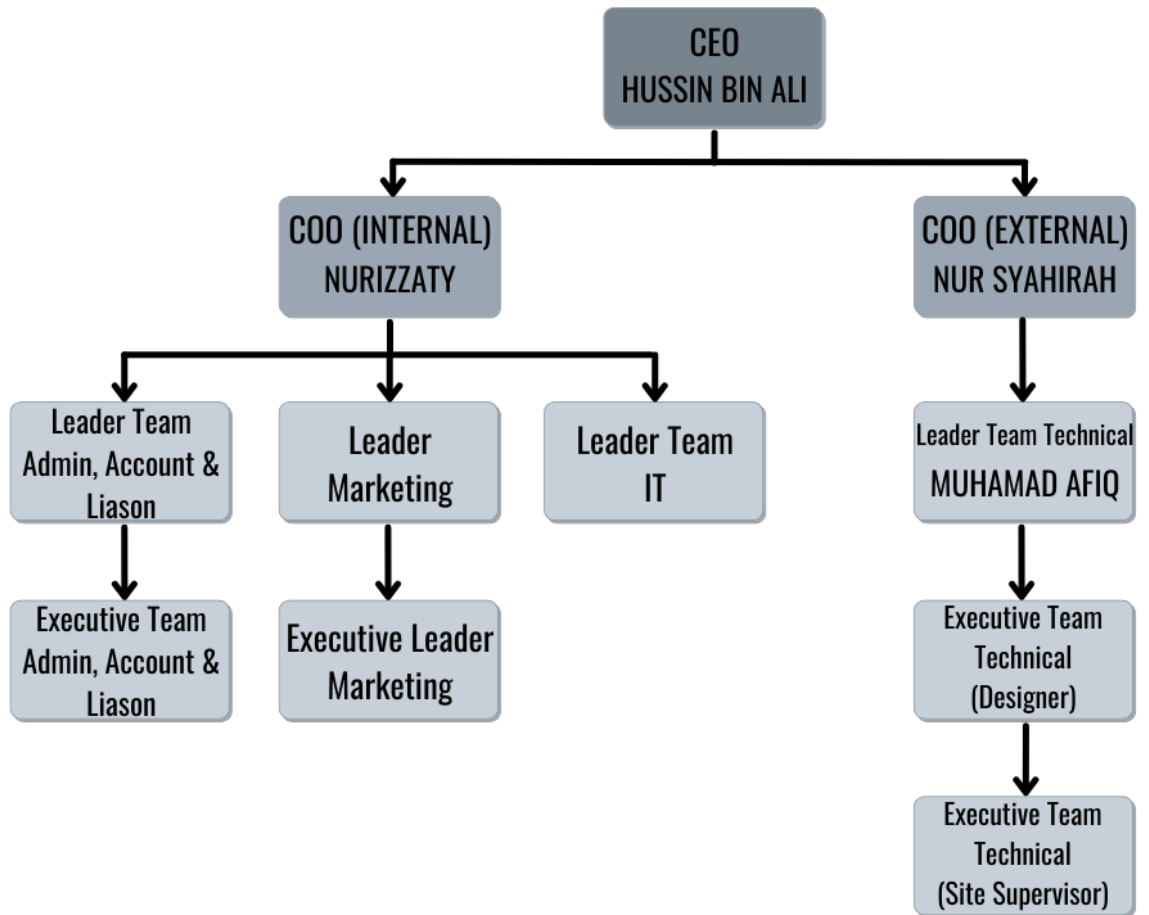 CEO
HUSSIN BIN ALI
COO (INTERNAL)
NURIZZATY
COO (EXTERNAL)
NUR SYAHIRAH
Leader Team
Admin, Account &
Liason
Leader
Marketing
Leader Team
IT
Leader Team Technical
MUHAMAD AFIQ
Executive Team
Admin, Account &
Liason
Executive Leader
Marketing
Executive Team
Technical
(Designer)
Executive Team
Technical
(Site Supervisor)